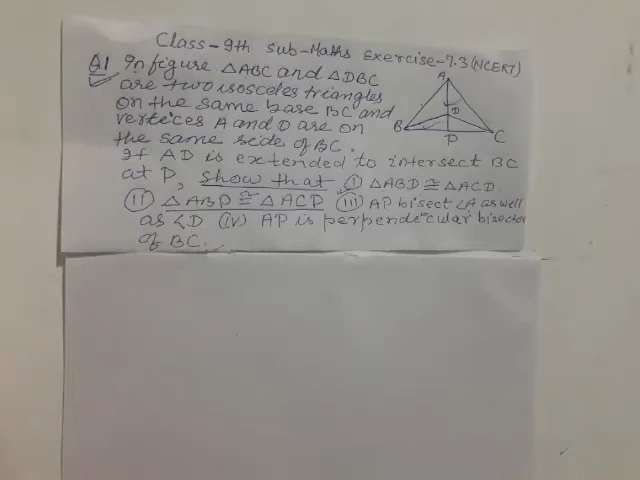 Class-9th Sub-Maths Exercise-7.3(NCERT)
Q1 In figure △ABC and △DBC
are two isosceles triangles
on the same base BC and
vertices A and D are on
the same side of BC.
If AD is extended to intersect BC
at P, show that (i) △ABD ≅ △ACD
(ii) △ABP ≅ △ACP (iii) AP bisect ∠A as well
as ∠D (iv) AP is perpendecular bisector
of BC.
A
D
B
P
C